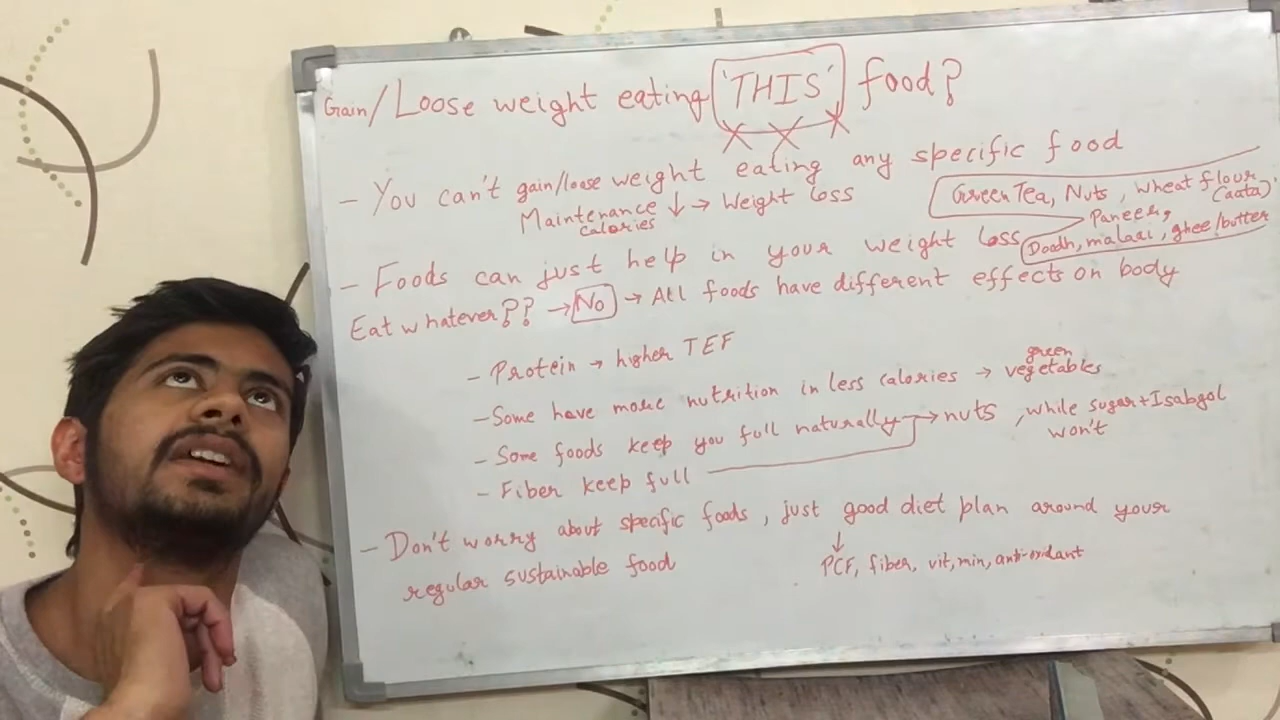 Gain/Loose weight eating 'THIS' food?
- You can't gain/loose weight eating any specific food
Maintenance calories ↓ → Weight loss
Green Tea, Nuts, wheat flour (aata),
Paneer,
Doodh, malaai, ghee/butter
- Foods can just help in your weight loss
Eat whatever?? → No → All foods have different effects on body
- Protein → higher TEF
- Some have more nutrition in less calories → green vegetables
- Some foods keep you full naturally → nuts, while sugar+Isabgol won't
- Fiber keep full
- Don't worry about specific foods, just good diet plan around your
regular sustainable food
↓
PCF, fiber, vit, min, anti-oxidant